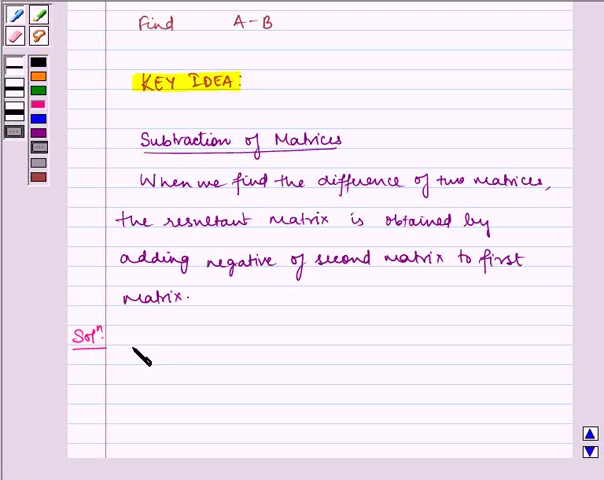 Find A-B
KEY IDEA:
Subtraction of Matrices
When we find the difference of two matrices,
the resultant matrix is obtained by
adding negative of second matrix to first
matrix.
Solⁿ: